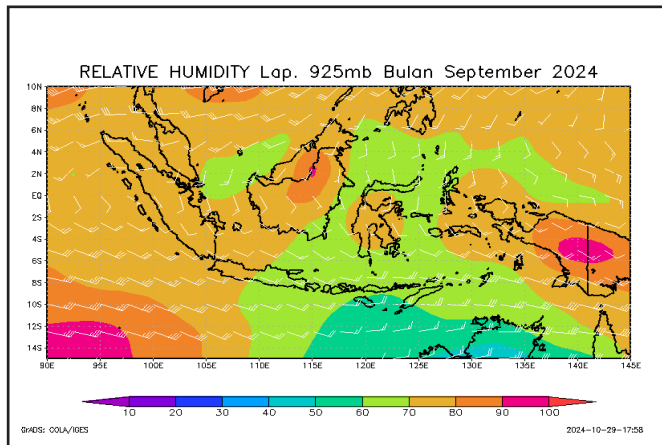 RELATIVE HUMIDITY Lap. 925mb Bulan September 2024
10N
8N
6N
4N
2N
EQ
2S
4S
6S
8S
10S
12S
14S
90E 95E 100E 105E 110E 115E 120E 125E 130E 135E 140E 145E
10 20 30 40 50 60 70 80 90 100
GrADS: COLA/IGES 2024-10-29-17:58